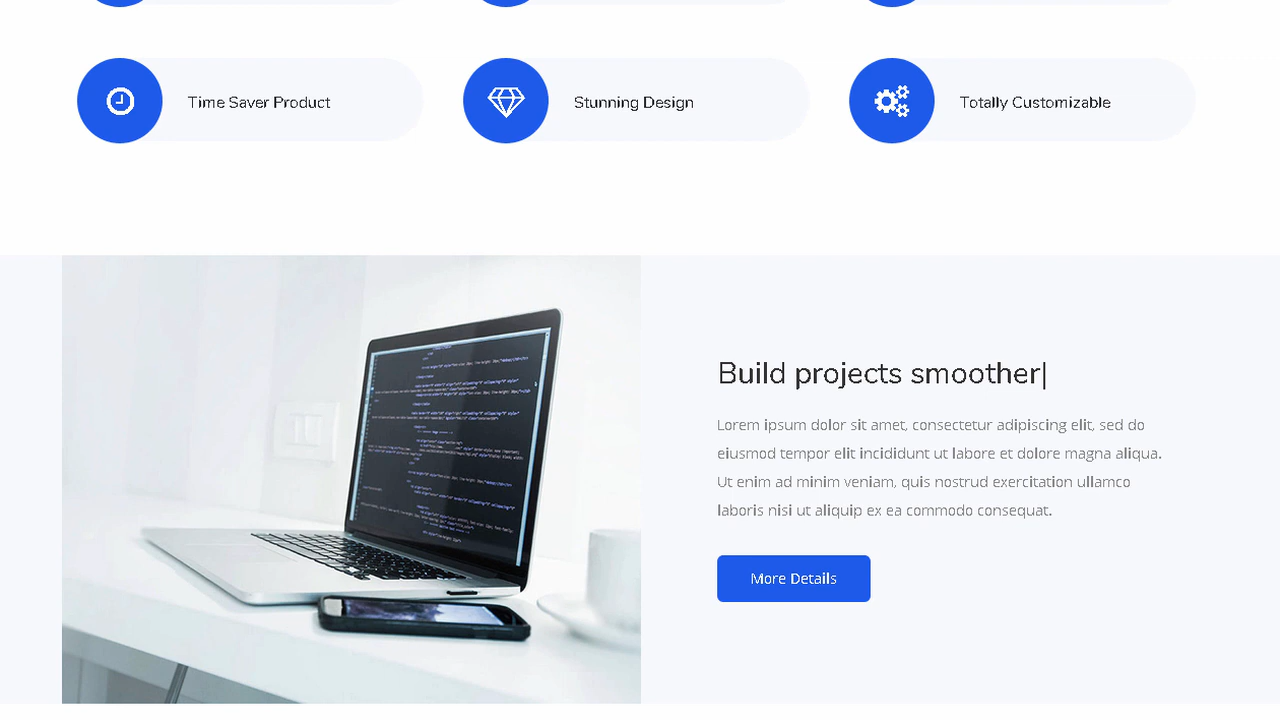 Time Saver Product
Stunning Design
Totally Customizable
Build projects smoother|
Lorem ipsum dolor sit amet, consectetur adipiscing elit, sed do
eiusmod tempor elit incididunt ut labore et dolore magna aliqua.
Ut enim ad minim veniam, quis nostrud exercitation ullamco
laboris nisi ut aliquip ex ea commodo consequat.
More Details